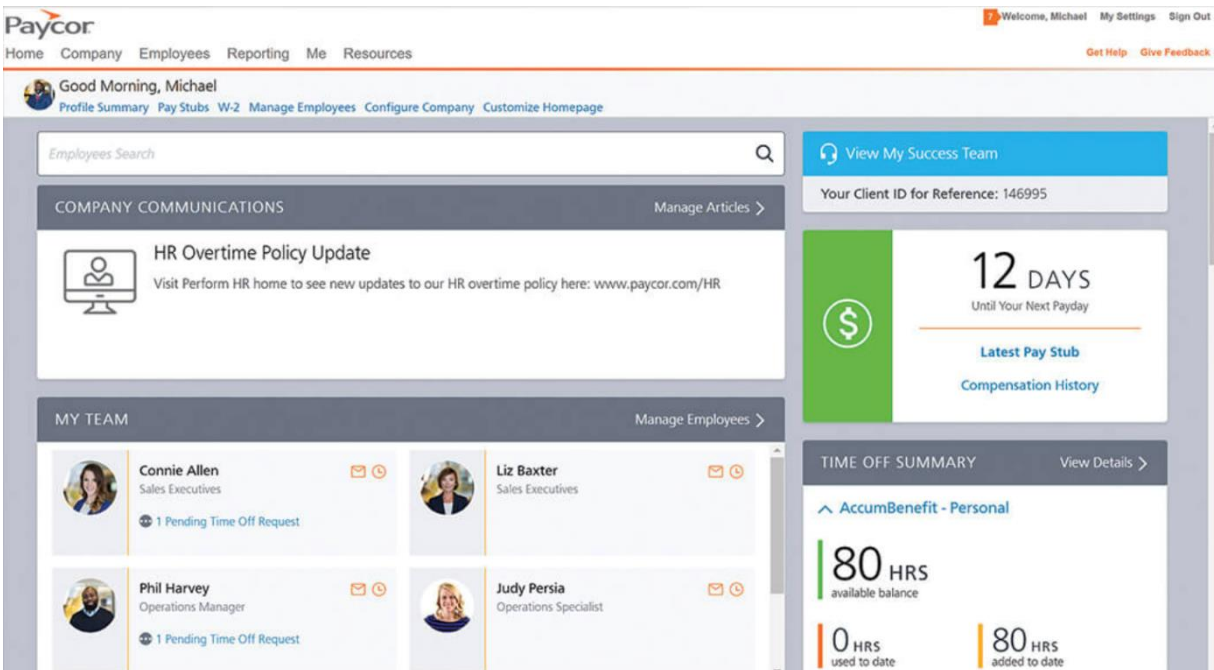 Paycor
7 Welcome, Michael My Settings Sign Out
Home Company Employees Reporting Me Resources
Get Help Give Feedback
Good Morning, Michael
Profile Summary Pay Stubs W-2 Manage Employees Configure Company Customize Homepage
Employees Search
COMPANY COMMUNICATIONS Manage Articles
HR Overtime Policy Update
Visit Perform HR home to see new updates to our HR overtime policy here: www.paycor.com/HR
MY TEAM Manage Employees
Connie Allen
Sales Executives
1 Pending Time Off Request
Liz Baxter
Sales Executives
Phil Harvey
Operations Manager
1 Pending Time Off Request
Judy Persia
Operations Specialist
View My Success Team
Your Client ID for Reference: 146995
$
12 DAYS
Until Your Next Payday
Latest Pay Stub
Compensation History
TIME OFF SUMMARY View Details
AccumBenefit - Personal
80 HRS
available balance
0 HRS
used to date
80 HRS
added to date